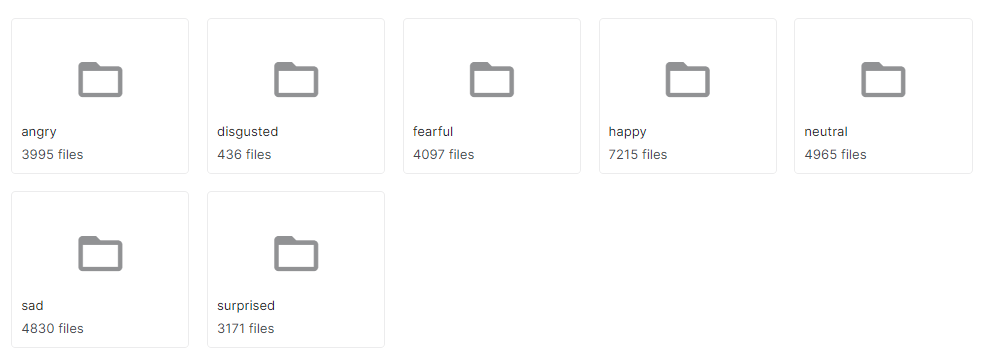 angry
3995 files
disgusted
436 files
fearful
4097 files
happy
7215 files
neutral
4965 files
sad
4830 files
surprised
3171 files